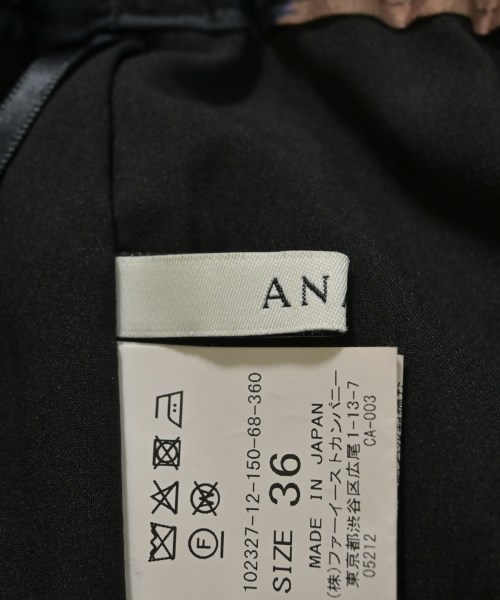 AN
102327-12-150-68-360
SIZE 36
MADE IN JAPAN
(株)ファーイーストカンパニー
東京都渋谷区広尾1-13-7
05212 CA-003
F